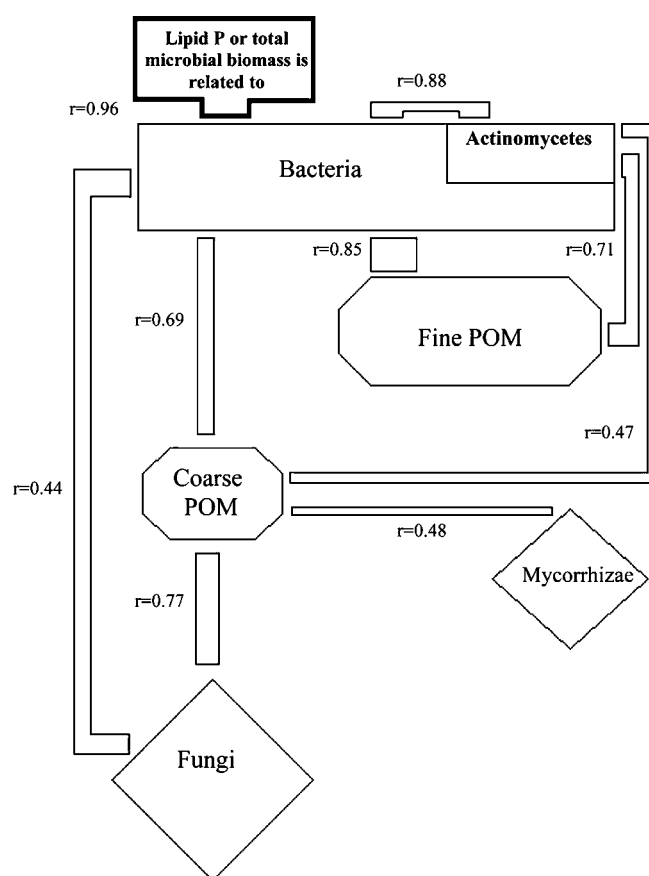 Lipid P or total
microbial biomass is
related to
r=0.96
r=0.88
Actinomycetes
Bacteria
r=0.85
r=0.71
r=0.69
Fine POM
r=0.47
Coarse
POM
r=0.44
r=0.48
Mycorrhizae
r=0.77
Fungi